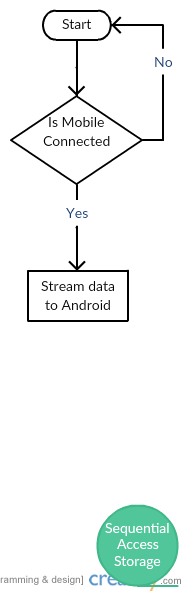 Start
No
Is Mobile
Connected
Yes
Stream data
to Android
Sequential
Access
Storage
ramming & design] .com